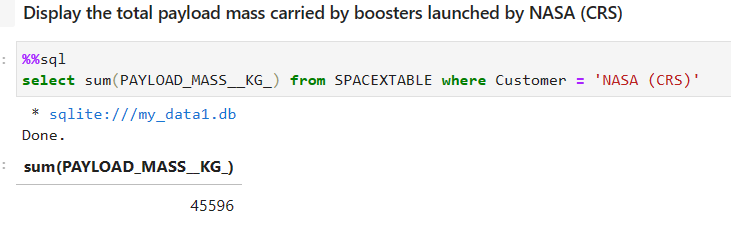 Display the total payload mass carried by boosters launched by NASA (CRS)
%%sql
select sum(PAYLOAD_MASS__KG_) from SPACEXTABLE where Customer = 'NASA (CRS)'
* sqlite:///my_data1.db
Done.
sum(PAYLOAD_MASS__KG_)
45596